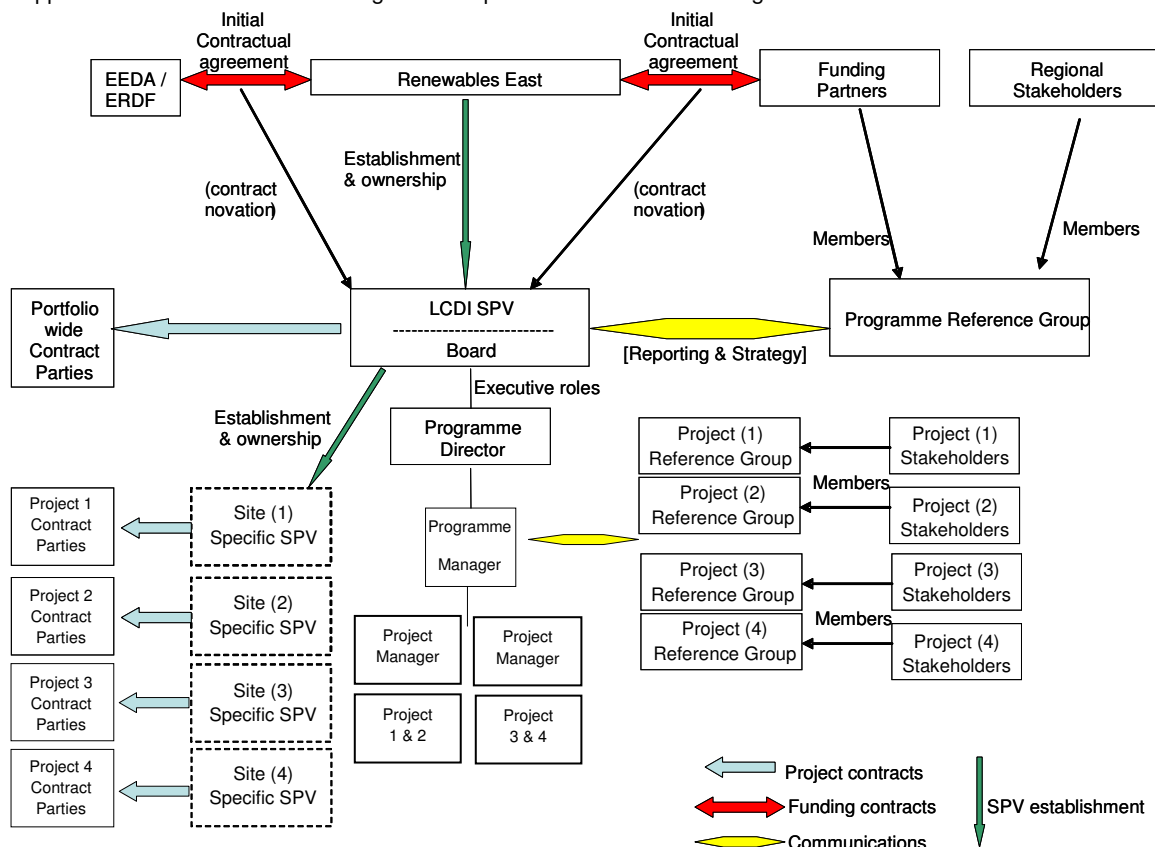 Initial
Contractual
agreement
Initial
Contractual
agreement
EEDA /
ERDF
Renewables East
Funding
Partners
Regional
Stakeholders
Establishment
& ownership
(contract
novation)
(contract
novation)
Members
Members
Portfolio
wide
Contract
Parties
LCDI SPV
Board
Programme Reference Group
[Reporting & Strategy]
Executive roles
Establishment
& ownership
Programme
Director
Project (1)
Reference Group
Project (1)
Stakeholders
Members
Project (2)
Reference Group
Project (2)
Stakeholders
Project 1
Contract
Parties
Site (1)
Specific SPV
Programme
Manager
Project (3)
Reference Group
Project (3)
Stakeholders
Members
Project (4)
Reference Group
Project (4)
Stakeholders
Project 2
Contract
Parties
Site (2)
Specific SPV
Project
Manager
Project
Manager
Project 3
Contract
Parties
Site (3)
Specific SPV
Project
1 & 2
Project
3 & 4
Project 4
Contract
Parties
Site (4)
Specific SPV
Project contracts
Funding contracts
SPV establishment
Communications